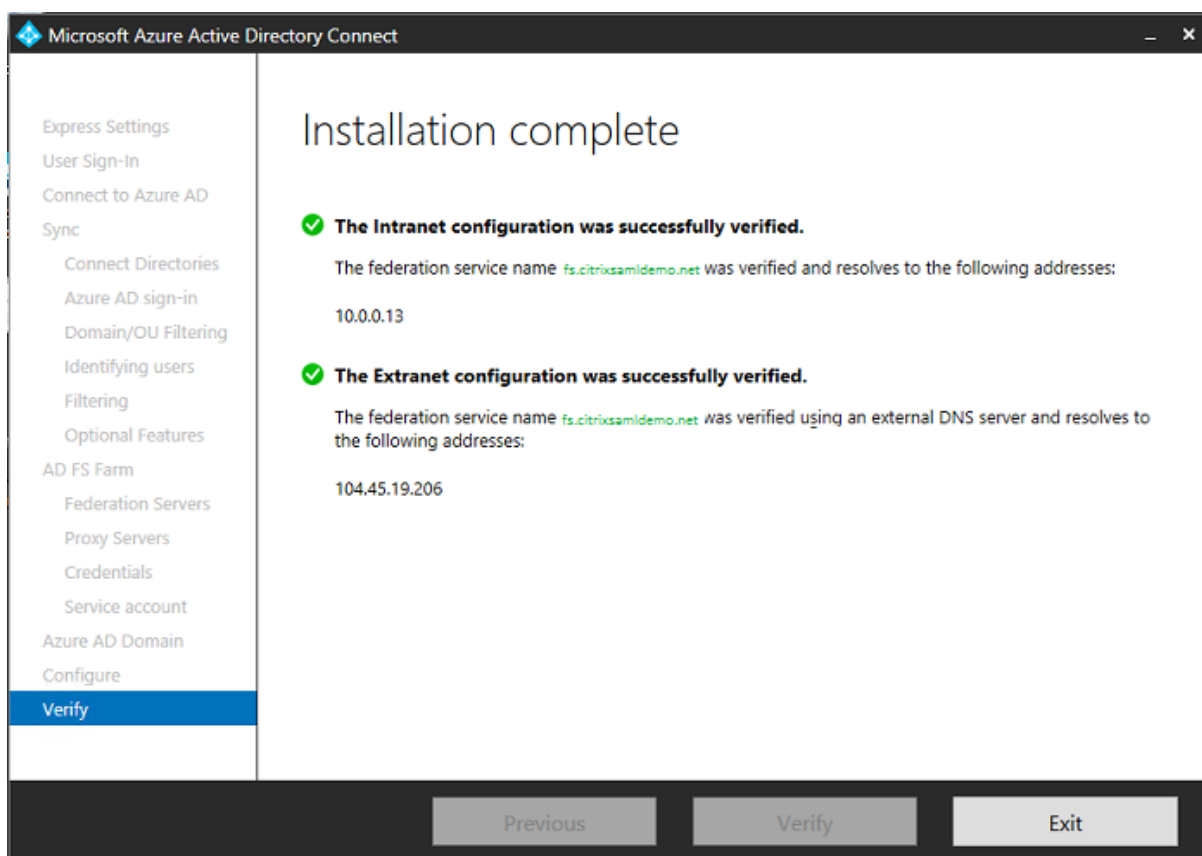 Microsoft Azure Active Directory Connect
Express Settings
User Sign-In
Connect to Azure AD
Sync
Connect Directories
Azure AD sign-in
Domain/OU Filtering
Identifying users
Filtering
Optional Features
AD FS Farm
Federation Servers
Proxy Servers
Credentials
Service account
Azure AD Domain
Configure
Verify
Installation complete
The Intranet configuration was successfully verified.
The federation service name fs.citrixsamldemo.net was verified and resolves to the following addresses:
10.0.0.13
The Extranet configuration was successfully verified.
The federation service name fs.citrixsamldemo.net was verified using an external DNS server and resolves to
the following addresses:
104.45.19.206
Previous
Verify
Exit